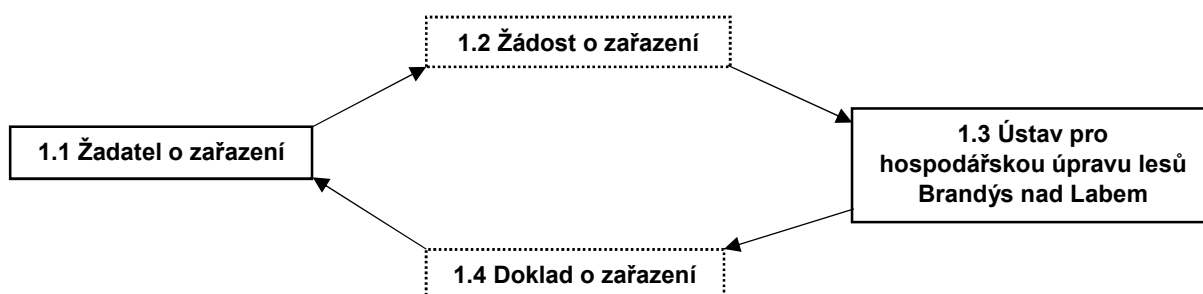 1.2 Žádost o zařazení
1.1 Žadatel o zařazení
1.3 Ústav pro
hospodářskou úpravu lesů
Brandýs nad Labem
1.4 Doklad o zařazení